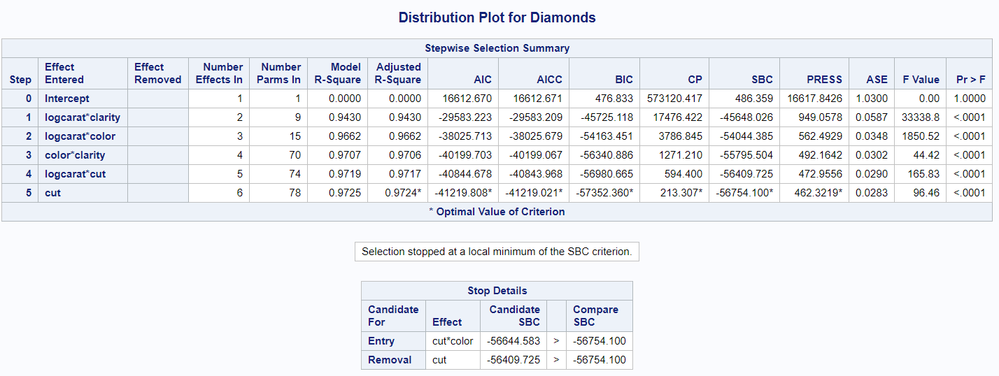 Distribution Plot for Diamonds
Stepwise Selection Summary
Step Effect Entered Effect Removed Number Effects In Number Parms In Model R-Square Adjusted R-Square AIC AICC BIC CP SBC PRESS ASE F Value Pr > F
0 Intercept 1 1 0.0000 0.0000 16612.670 16612.671 476.833 573120.417 486.359 16617.8426 1.0300 0.00 1.0000
1 logcarat*clarity 2 9 0.9430 0.9430 -29583.223 -29583.209 -45725.118 17476.422 -45648.026 949.0578 0.0587 33338.8 <.0001
2 logcarat*color 3 15 0.9662 0.9662 -38025.713 -38025.679 -54163.451 3786.845 -54044.385 562.4929 0.0348 1850.52 <.0001
3 color*clarity 4 70 0.9707 0.9706 -40199.703 -40199.067 -56340.886 1271.210 -55795.504 492.1642 0.0302 44.42 <.0001
4 logcarat*cut 5 74 0.9719 0.9717 -40844.678 -40843.968 -56980.665 594.400 -56409.725 472.9556 0.0290 165.83 <.0001
5 cut 6 78 0.9725 0.9724* -41219.808* -41219.021* -57352.360* 213.307* -56754.100* 462.3219* 0.0283 96.46 <.0001
* Optimal Value of Criterion
Selection stopped at a local minimum of the SBC criterion.
Stop Details
Candidate For Effect Candidate SBC Compare SBC
Entry cut*color -56644.583 > -56754.100
Removal cut -56409.725 > -56754.100